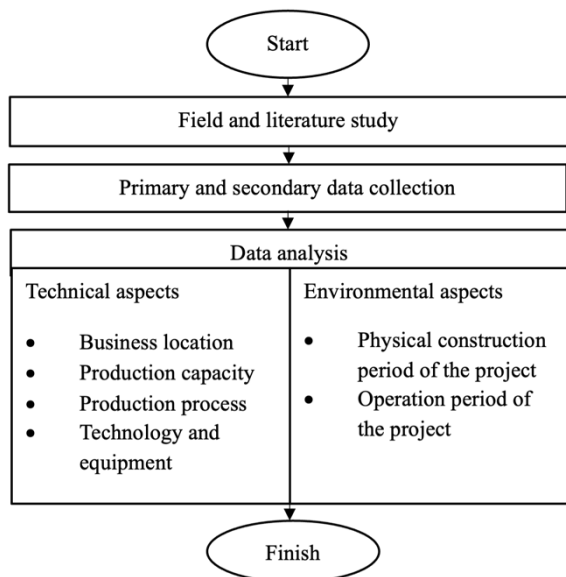 Start
Field and literature study
Primary and secondary data collection
Data analysis
Technical aspects
● Business location
● Production capacity
● Production process
● Technology and
equipment
Environmental aspects
● Physical construction
period of the project
● Operation period of
the project
Finish